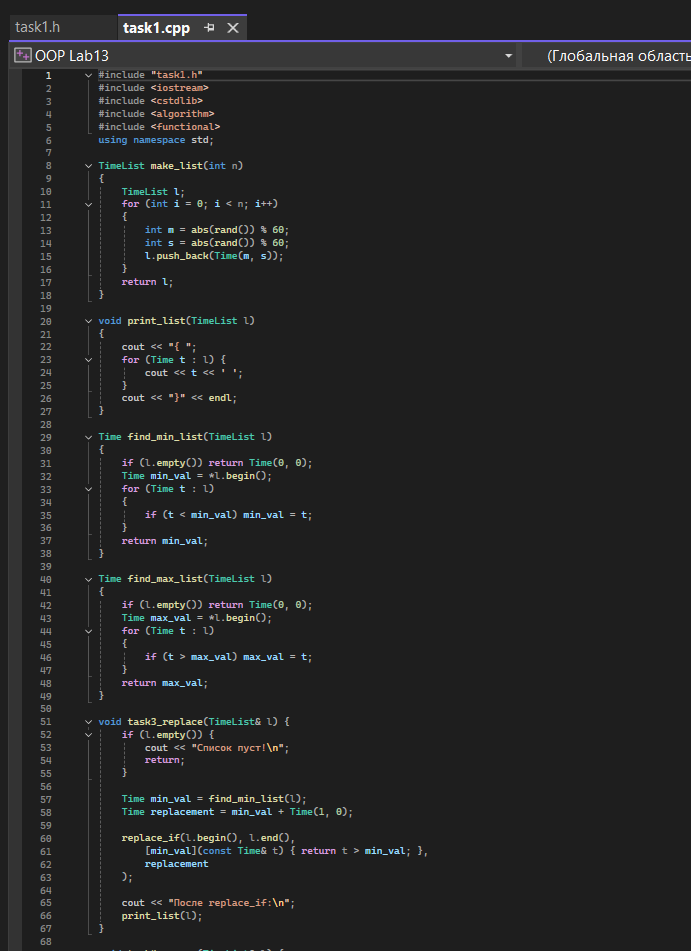 task1.h task1.cpp
OOP Lab13 (Глобальная область
1 #include "task1.h"
2 #include <iostream>
3 #include <cstdlib>
4 #include <algorithm>
5 #include <functional>
6 using namespace std;
7
8 TimeList make_list(int n)
9 {
10 TimeList l;
11 for (int i = 0; i < n; i++)
12 {
13 int m = abs(rand()) % 60;
14 int s = abs(rand()) % 60;
15 l.push_back(Time(m, s));
16 }
17 return l;
18 }
19
20 void print_list(TimeList l)
21 {
22 cout << "{ ";
23 for (Time t : l) {
24 cout << t << ' ';
25 }
26 cout << "}" << endl;
27 }
28
29 Time find_min_list(TimeList l)
30 {
31 if (l.empty()) return Time(0, 0);
32 Time min_val = *l.begin();
33 for (Time t : l)
34 {
35 if (t < min_val) min_val = t;
36 }
37 return min_val;
38 }
39
40 Time find_max_list(TimeList l)
41 {
42 if (l.empty()) return Time(0, 0);
43 Time max_val = *l.begin();
44 for (Time t : l)
45 {
46 if (t > max_val) max_val = t;
47 }
48 return max_val;
49 }
50
51 void task3_replace(TimeList& l) {
52 if (l.empty()) {
53 cout << "Список пуст!\n";
54 return;
55 }
56
57 Time min_val = find_min_list(l);
58 Time replacement = min_val + Time(1, 0);
59
60 replace_if(l.begin(), l.end(),
61 [min_val](const Time& t) { return t > min_val; },
62 replacement
63 );
64
65 cout << "После replace_if:\n";
66 print_list(l);
67 }
68